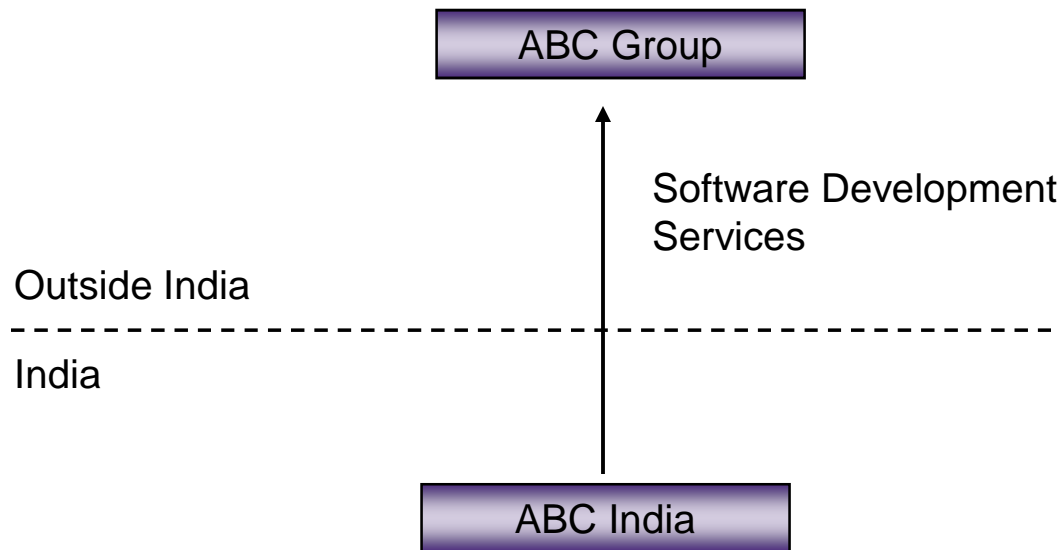 ABC Group
Software Development
Services
Outside India
India
ABC India